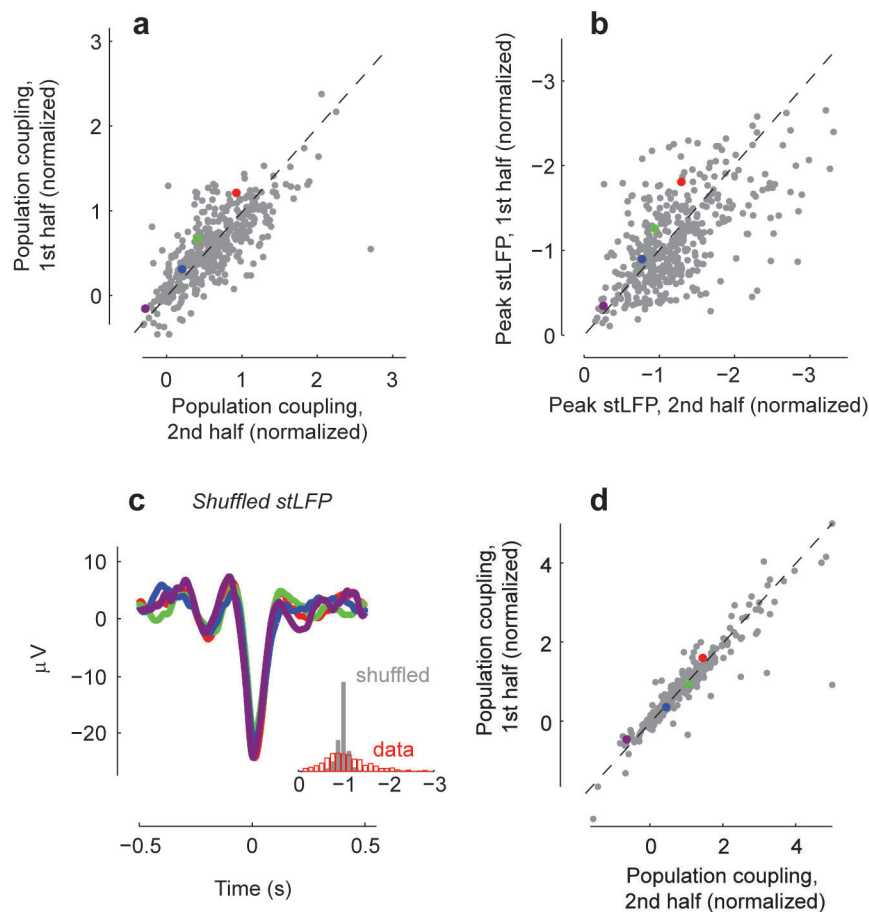 a
Population coupling,
1st half (normalized)
3
2
1
0
0
1
2
3
Population coupling,
2nd half (normalized)
b
Peak stLFP, 1st half (normalized)
−3
−2
−1
0
0
−1
−2
−3
Peak stLFP, 2nd half (normalized)
c
Shuffled stLFP
μV
10
0
−10
−20
shuffled
data
0
−1
−2
−3
−0.5
0
0.5
Time (s)
d
Population coupling,
1st half (normalized)
4
2
0
0
2
4
Population coupling,
2nd half (normalized)